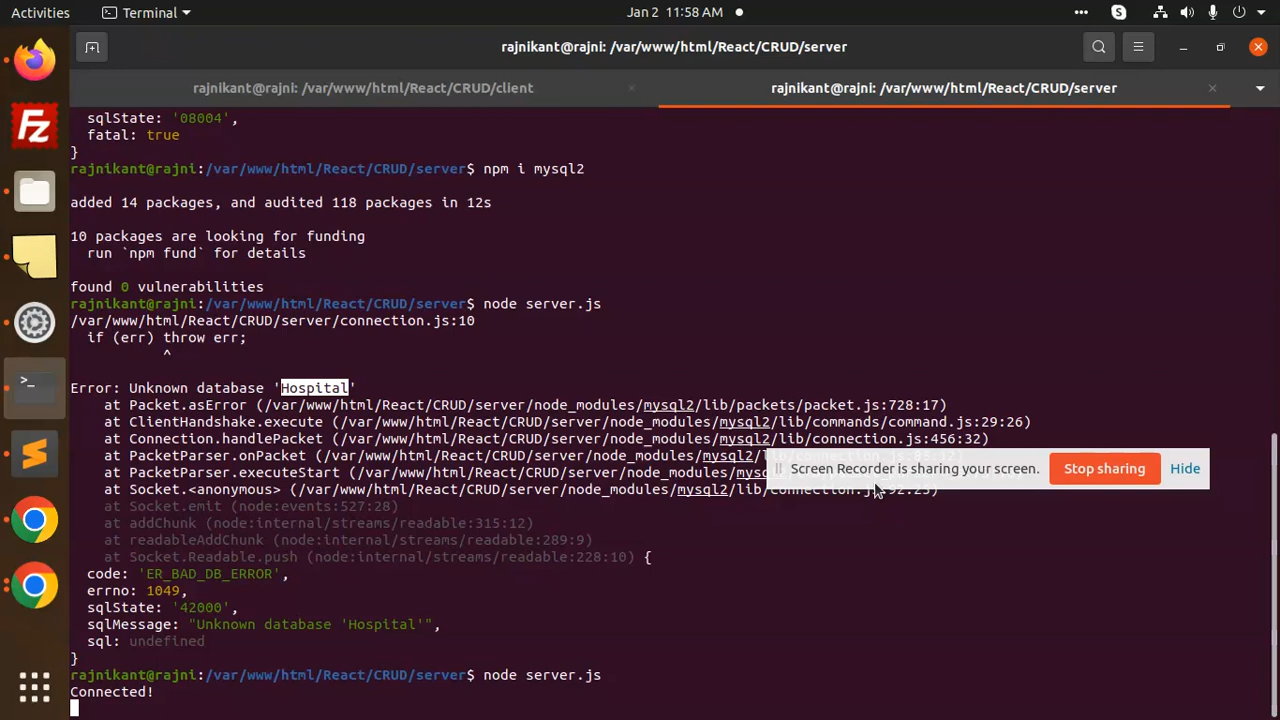 Activities
Terminal
Jan 2 11:58 AM
rajnikant@rajni: /var/www/html/React/CRUD/server
rajnikant@rajni: /var/www/html/React/CRUD/client
rajnikant@rajni: /var/www/html/React/CRUD/server
sqlState: '08004',
fatal: true
}
rajnikant@rajni:/var/www/html/React/CRUD/server$ npm i mysql2
added 14 packages, and audited 118 packages in 12s
10 packages are looking for funding
run `npm fund` for details
found 0 vulnerabilities
rajnikant@rajni:/var/www/html/React/CRUD/server$ node server.js
/var/www/html/React/CRUD/server/connection.js:10
if (err) throw err;
^
Error: Unknown database 'Hospital'
at Packet.asError (/var/www/html/React/CRUD/server/node_modules/mysql2/lib/packets/packet.js:728:17)
at ClientHandshake.execute (/var/www/html/React/CRUD/server/node_modules/mysql2/lib/commands/command.js:29:26)
at Connection.handlePacket (/var/www/html/React/CRUD/server/node_modules/mysql2/lib/connection.js:456:32)
at PacketParser.onPacket (/var/www/html/React/CRUD/server/node_modules/mysql2/lib/connection.js:85:12)
at PacketParser.executeStart (/var/www/html/React/CRUD/server/node_modules/mysq
Screen Recorder is sharing your screen.
Stop sharing
Hide
at Socket.<anonymous> (/var/www/html/React/CRUD/server/node_modules/mysql2/lib/connection.js:92:25)
at Socket.emit (node:events:527:28)
at addChunk (node:internal/streams/readable:315:12)
at readableAddChunk (node:internal/streams/readable:289:9)
at Socket.Readable.push (node:internal/streams/readable:228:10) {
code: 'ER_BAD_DB_ERROR',
errno: 1049,
sqlState: '42000',
sqlMessage: "Unknown database 'Hospital'",
sql: undefined
}
rajnikant@rajni:/var/www/html/React/CRUD/server$ node server.js
Connected!